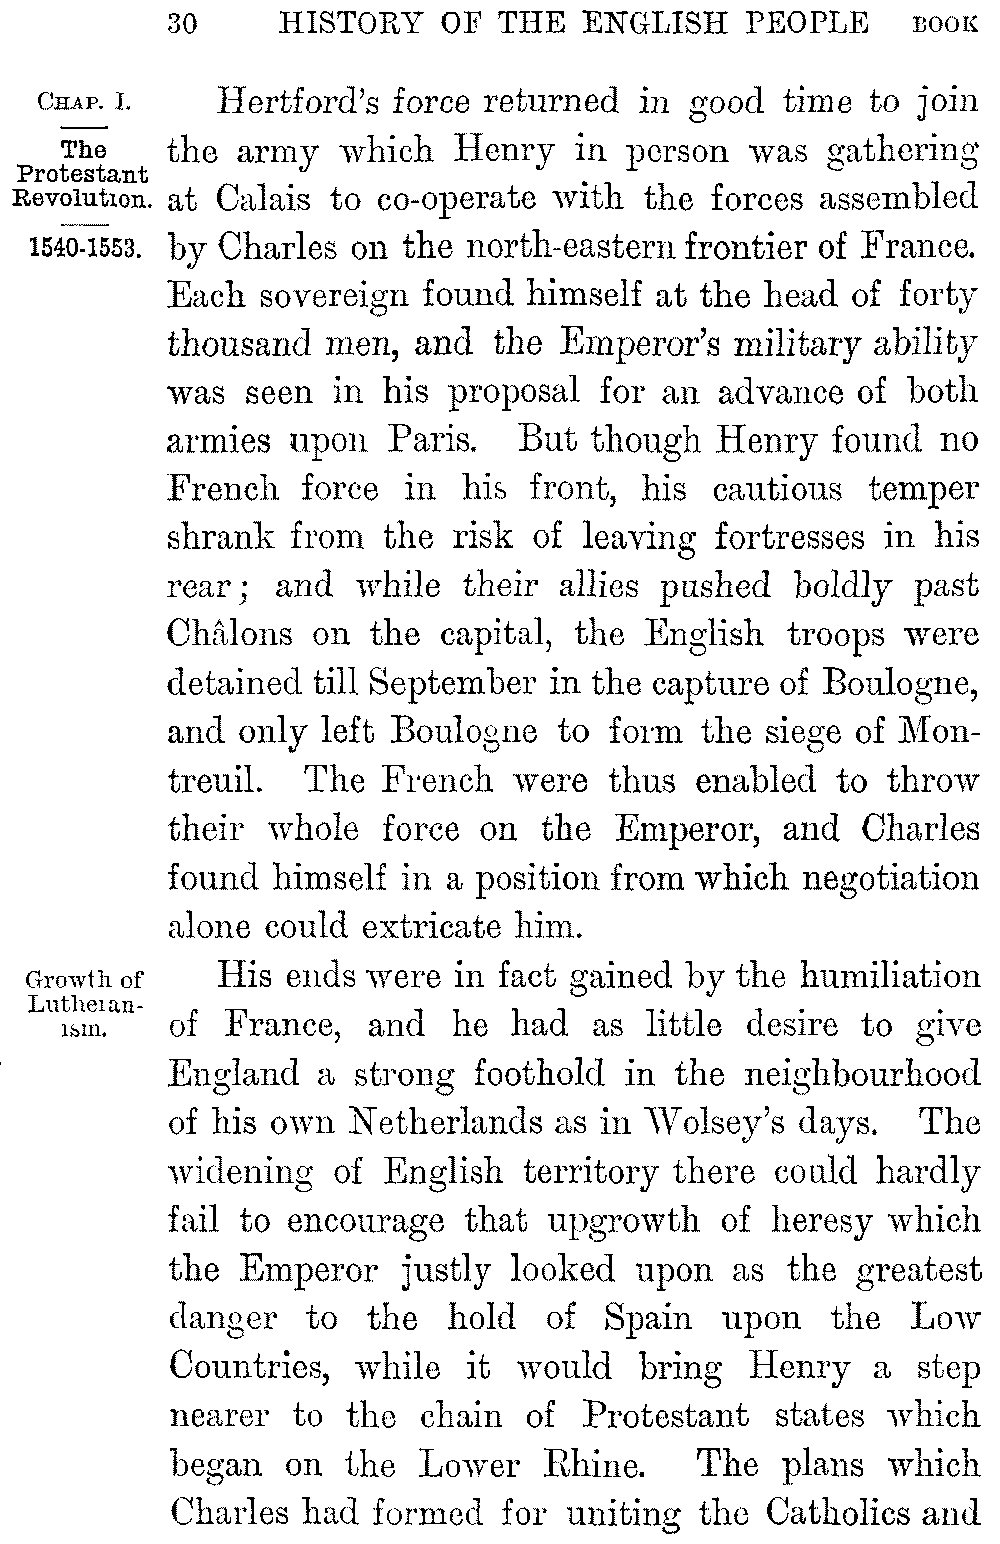 30 HISTORY OF THE ENGLISH PEOPLE BOOK
CHAP. I.
The
Protestant
Revolution.
1540-1553.
Hertford's force returned in good time to join
the army which Henry in person was gathering
at Calais to co-operate with the forces assembled
by Charles on the north-eastern frontier of France.
Each sovereign found himself at the head of forty
thousand men, and the Emperor's military ability
was seen in his proposal for an advance of both
armies upon Paris. But though Henry found no
French force in his front, his cautious temper
shrank from the risk of leaving fortresses in his
rear; and while their allies pushed boldly past
Châlons on the capital, the English troops were
detained till September in the capture of Boulogne,
and only left Boulogne to form the siege of Mon-
treuil. The French were thus enabled to throw
their whole force on the Emperor, and Charles
found himself in a position from which negotiation
alone could extricate him.
Growth of
Lutheran-
ism.
His ends were in fact gained by the humiliation
of France, and he had as little desire to give
England a strong foothold in the neighbourhood
of his own Netherlands as in Wolsey's days. The
widening of English territory there could hardly
fail to encourage that upgrowth of heresy which
the Emperor justly looked upon as the greatest
danger to the hold of Spain upon the Low
Countries, while it would bring Henry a step
nearer to the chain of Protestant states which
began on the Lower Rhine. The plans which
Charles had formed for uniting the Catholics and